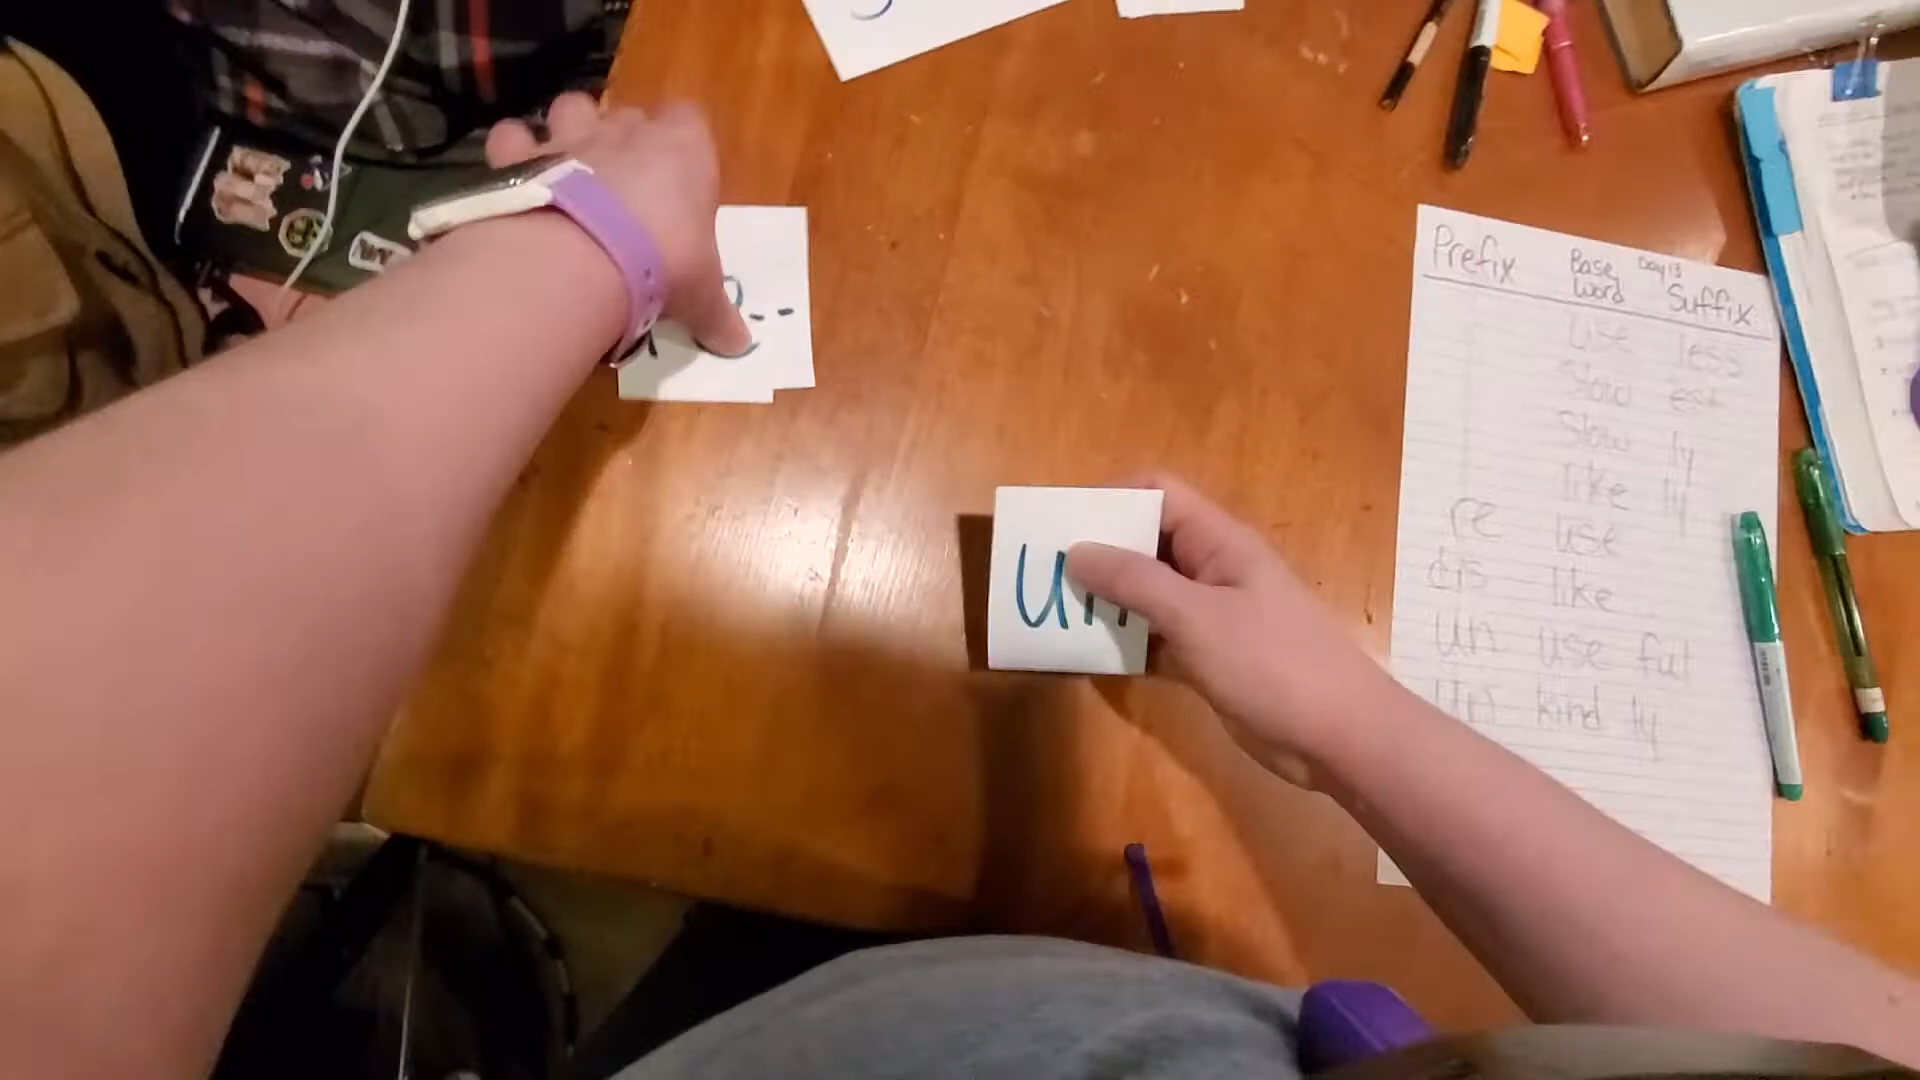 Prefix Base Word Day 13 Suffix
use less
slow est
slow ly
like ly
re use
dis like
un use ful
un kind ly
un